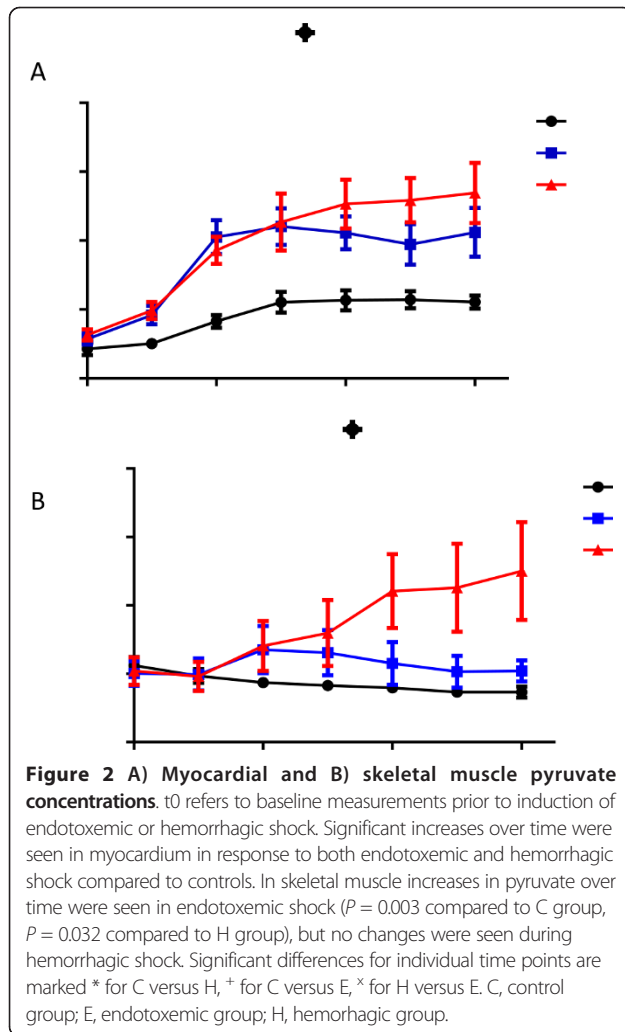 A
B
Figure 2 A) Myocardial and B) skeletal muscle pyruvate
concentrations. t0 refers to baseline measurements prior to induction of
endotoxemic or hemorrhagic shock. Significant increases over time were
seen in myocardium in response to both endotoxemic and hemorrhagic
shock compared to controls. In skeletal muscle increases in pyruvate over
time were seen in endotoxemic shock (P = 0.003 compared to C group,
P = 0.032 compared to H group), but no changes were seen during
hemorrhagic shock. Significant differences for individual time points are
marked * for C versus H, + for C versus E, x for H versus E. C, control
group; E, endotoxemic group; H, hemorrhagic group.